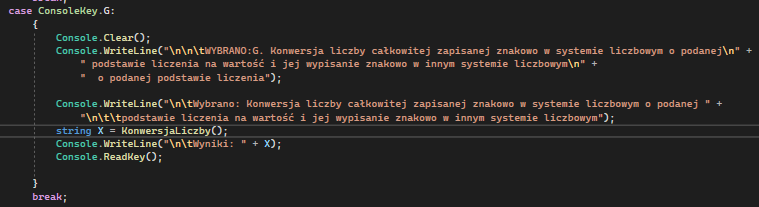 case ConsoleKey.G:
{
Console.Clear();
Console.WriteLine("\n\n\tWYBRANO:G. Konwersja liczby całkowitej zapisanej znakowo w systemie liczbowym o podanej\n" +
" podstawie liczenia na wartość i jej wypisanie znakowo w innym systemie liczbowym\n" +
"  o podanej podstawie liczenia");
Console.WriteLine("\n\tWybrano: Konwersja liczby całkowitej zapisanej znakowo w systemie liczbowym o podanej " +
"\n\t\tpodstawie liczenia na wartość i jej wypisanie znakowo w innym systemie liczbowym");
string X = KonwersjaLiczby();
Console.WriteLine("\n\tWyniki: " + X);
Console.ReadKey();
}
break;